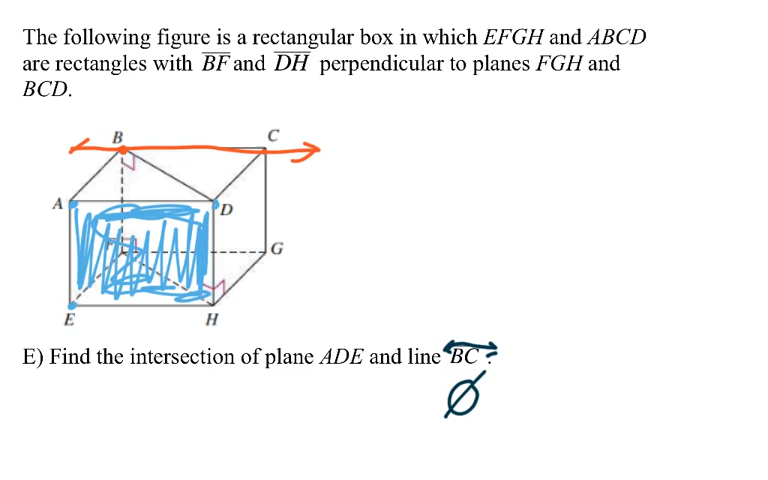 The following figure is a rectangular box in which EFGH and ABCD
are rectangles with BF and DH perpendicular to planes FGH and
BCD.
B
C
A
D
G
E
H
E) Find the intersection of plane ADE and line BC ?
∅